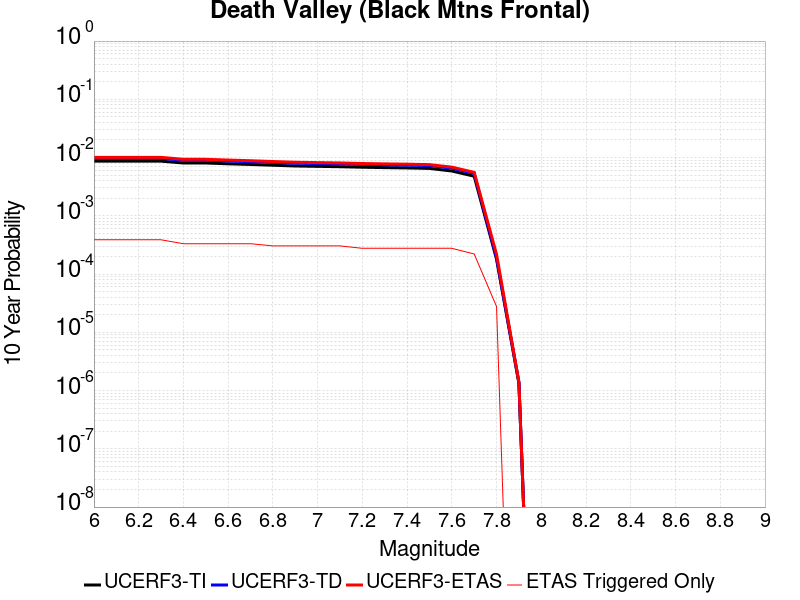 Death Valley (Black Mtns Frontal)
10 0
10 -1
10 -2
10 -3
10 -4
10 -5
10 -6
10 -7
10 -8
10 Year Probability
6 6.2 6.4 6.6 6.8 7 7.2 7.4 7.6 7.8 8 8.2 8.4 8.6 8.8 9
Magnitude
UCERF3-TI UCERF3-TD UCERF3-ETAS ETAS Triggered Only